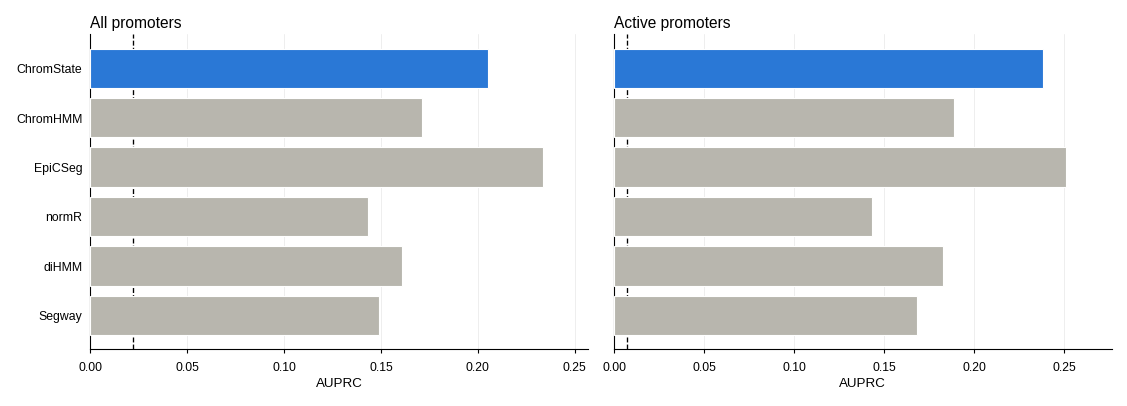 All promoters
Active promoters
ChromState
ChromHMM
EpiCSeg
normR
diHMM
Segway
0.00 0.05 0.10 0.15 0.20 0.25
0.00 0.05 0.10 0.15 0.20 0.25
AUPRC
AUPRC